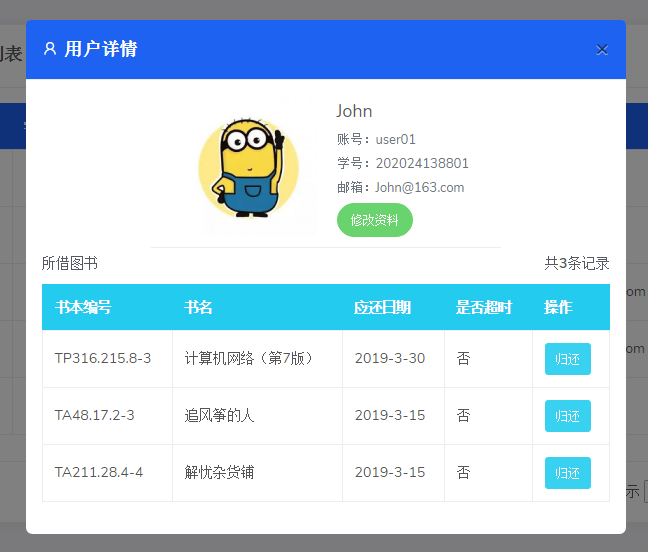 用户详情
×
John
账号：user01
学号：202024138801
邮箱：John@163.com
修改资料
所借图书 共3条记录
书本编号 书名 应还日期 是否超时 操作
TP316.215.8-3 计算机网络（第7版） 2019-3-30 否 归还
TA48.17.2-3 追风筝的人 2019-3-15 否 归还
TA211.28.4-4 解忧杂货铺 2019-3-15 否 归还
列表
om
om
示